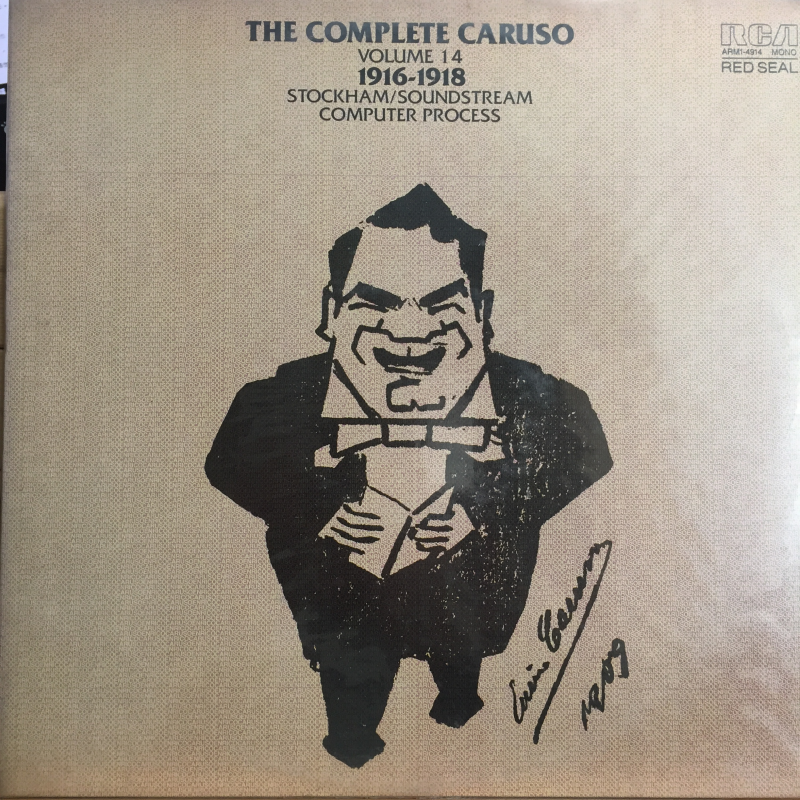 THE COMPLETE CARUSO
VOLUME 14
1916-1918
STOCKHAM/SOUNDSTREAM
COMPUTER PROCESS
RCA
ARM1-4914 MONO
RED SEAL
Enrico Caruso
1909